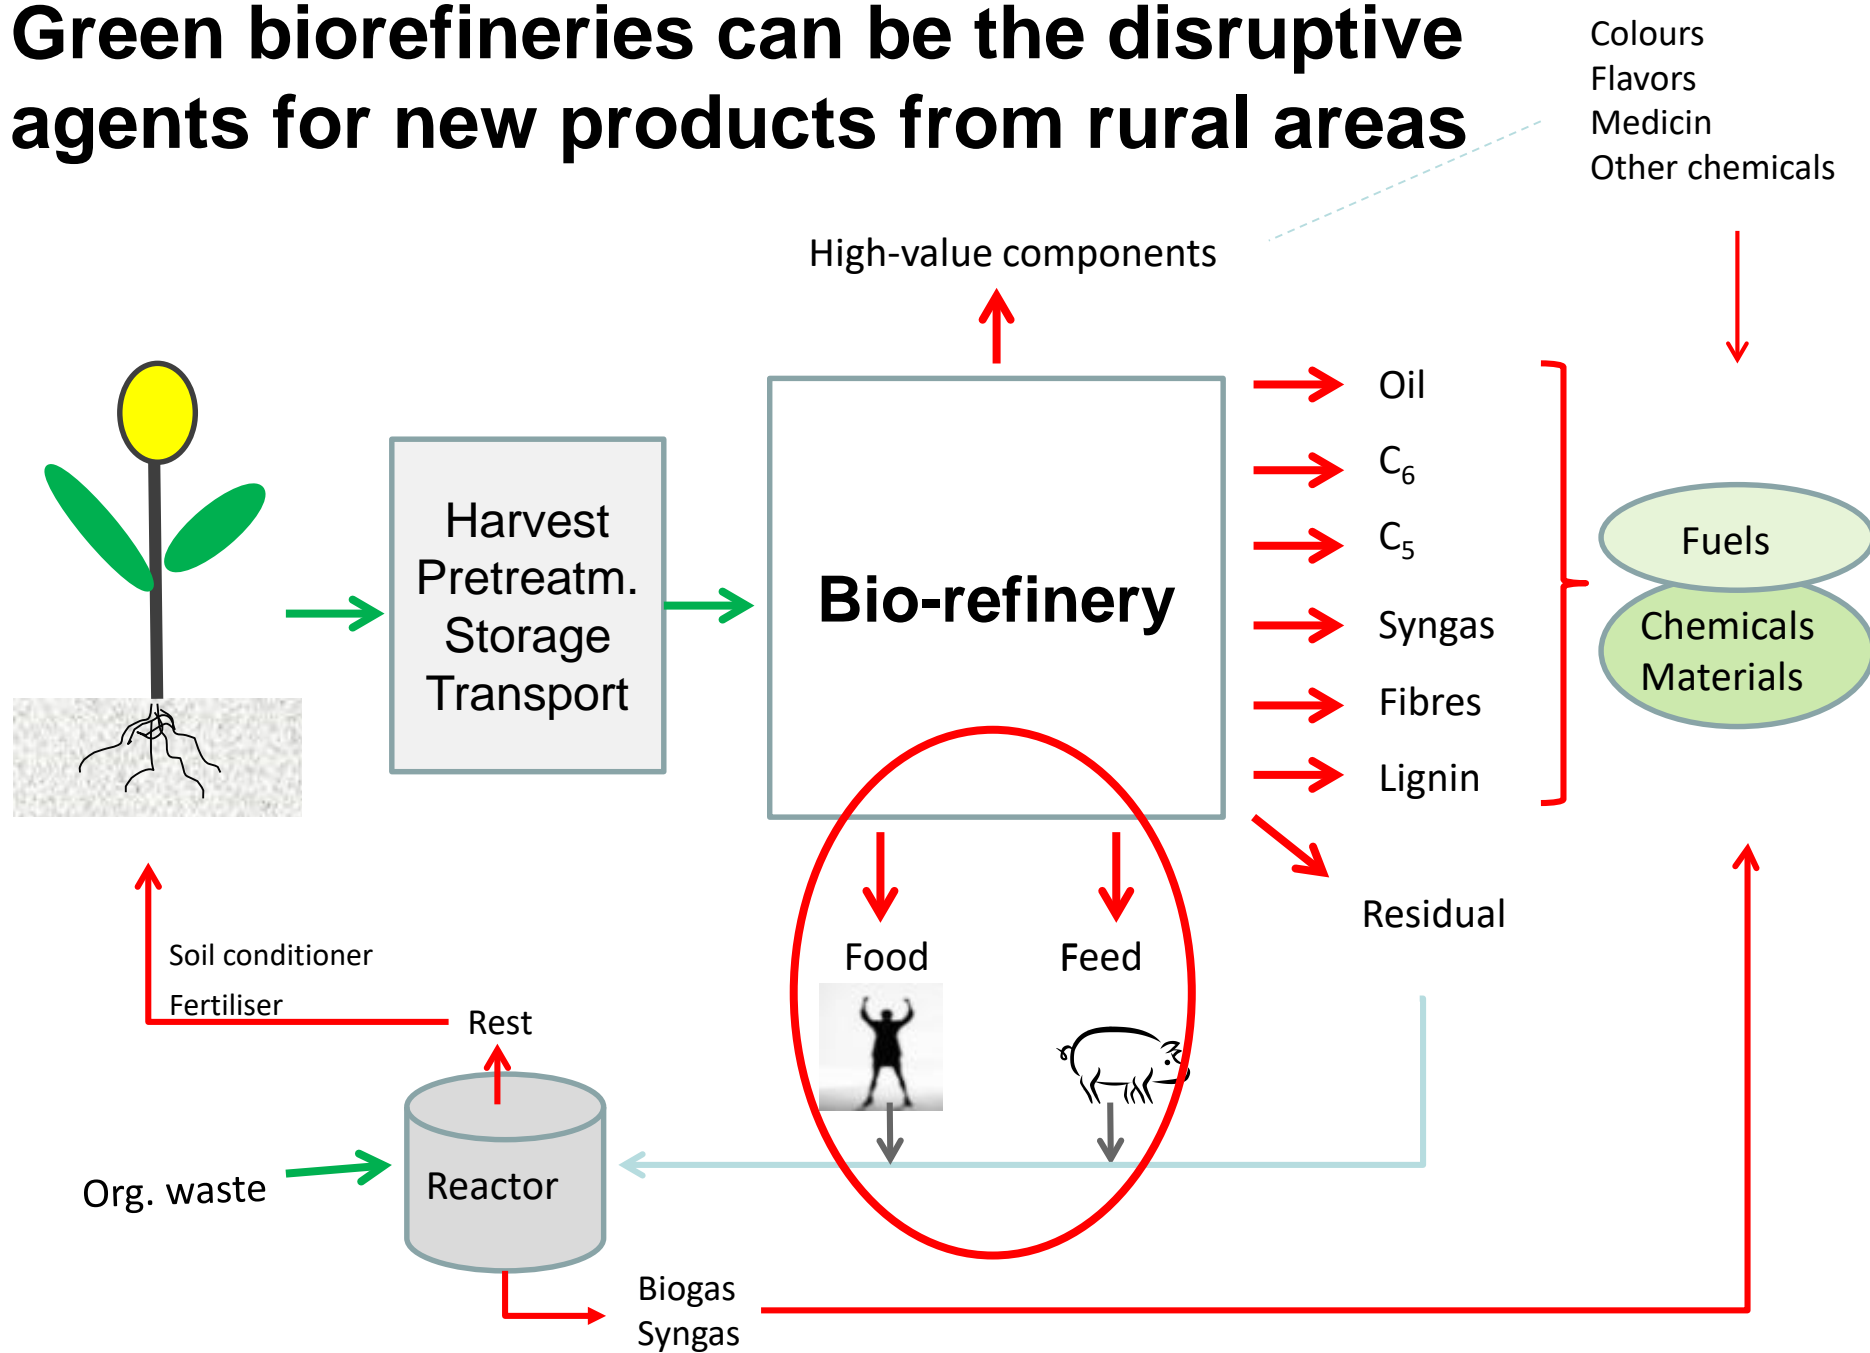 Green biorefineries can be the disruptive
agents for new products from rural areas
Colours
Flavors
Medicin
Other chemicals
High-value components
Harvest
Pretreatm.
Storage
Transport
Bio-refinery
Oil
C₆
C₅
Syngas
Fibres
Lignin
Fuels
Chemicals
Materials
Residual
Food
Feed
Soil conditioner
Fertiliser
Rest
Org. waste
Reactor
Biogas
Syngas